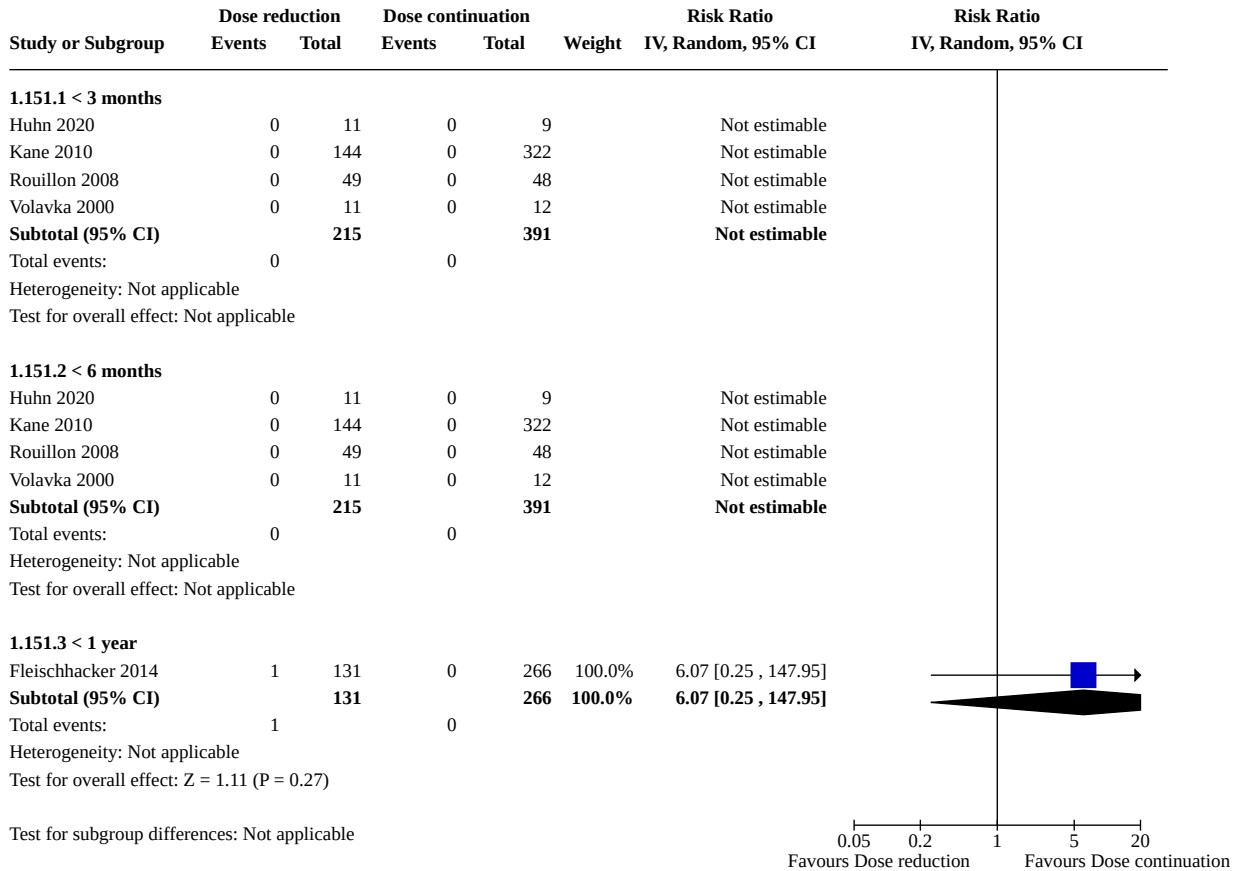 Dose reduction Dose continuation Risk Ratio Risk Ratio
Study or Subgroup Events Total Events Total Weight IV, Random, 95% CI IV, Random, 95% CI
1.151.1 < 3 months
Huhn 2020 0 11 0 9 Not estimable
Kane 2010 0 144 0 322 Not estimable
Rouillon 2008 0 49 0 48 Not estimable
Volavka 2000 0 11 0 12 Not estimable
Subtotal (95% CI) 215 391 Not estimable
Total events: 0 0
Heterogeneity: Not applicable
Test for overall effect: Not applicable
1.151.2 < 6 months
Huhn 2020 0 11 0 9 Not estimable
Kane 2010 0 144 0 322 Not estimable
Rouillon 2008 0 49 0 48 Not estimable
Volavka 2000 0 11 0 12 Not estimable
Subtotal (95% CI) 215 391 Not estimable
Total events: 0 0
Heterogeneity: Not applicable
Test for overall effect: Not applicable
1.151.3 < 1 year
Fleischhacker 2014 1 131 0 266 100.0% 6.07 [0.25 , 147.95]
Subtotal (95% CI) 131 266 100.0% 6.07 [0.25 , 147.95]
Total events: 1 0
Heterogeneity: Not applicable
Test for overall effect: Z = 1.11 (P = 0.27)
Test for subgroup differences: Not applicable
0.05 0.2 1 5 20
Favours Dose reduction Favours Dose continuation